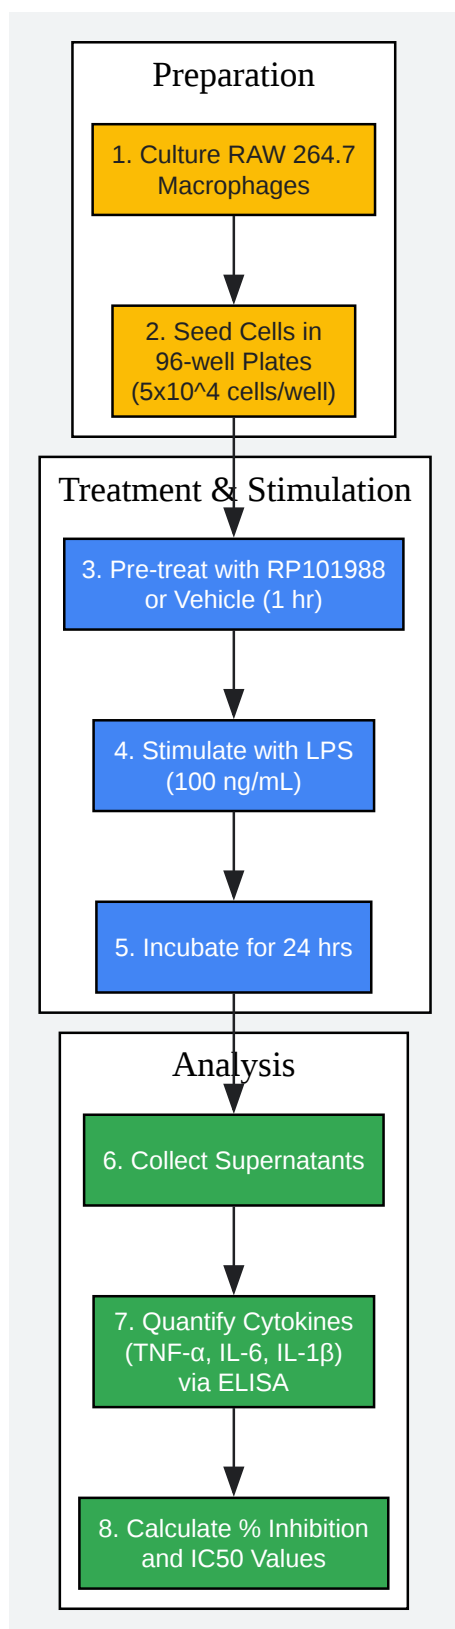 Preparation
1. Culture RAW 264.7
Macrophages
2. Seed Cells in
96-well Plates
(5x10^4 cells/well)
Treatment & Stimulation
3. Pre-treat with RP101988
or Vehicle (1 hr)
4. Stimulate with LPS
(100 ng/mL)
5. Incubate for 24 hrs
Analysis
6. Collect Supernatants
7. Quantify Cytokines
(TNF-α, IL-6, IL-1β)
via ELISA
8. Calculate % Inhibition
and IC50 Values